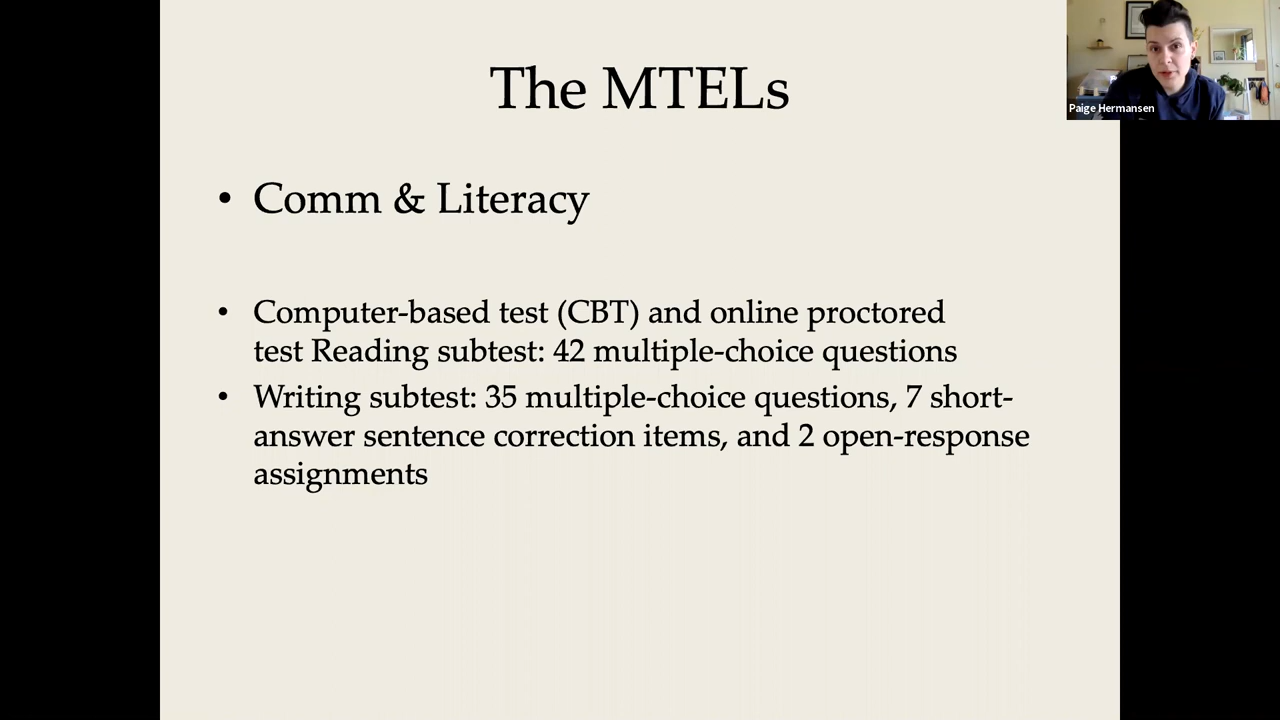 The MTELs
Paige Hermansen
• Comm & Literacy
• Computer-based test (CBT) and online proctored
test Reading subtest: 42 multiple-choice questions
• Writing subtest: 35 multiple-choice questions, 7 short-
answer sentence correction items, and 2 open-response
assignments